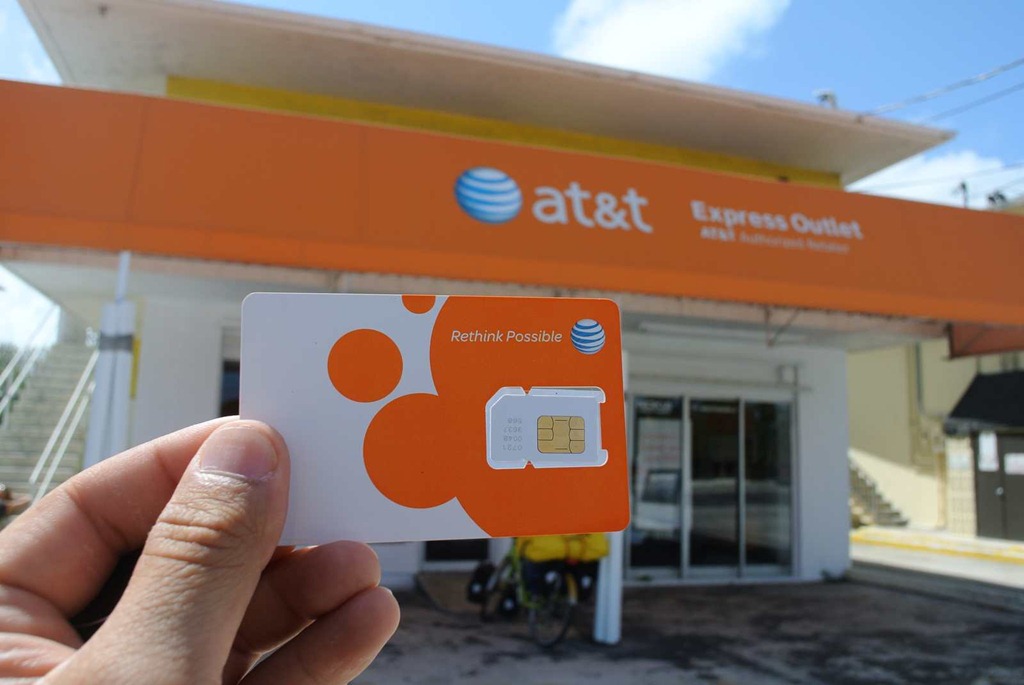 at&t
Express Outlet
AT&T Authorized Retailer
Rethink Possible